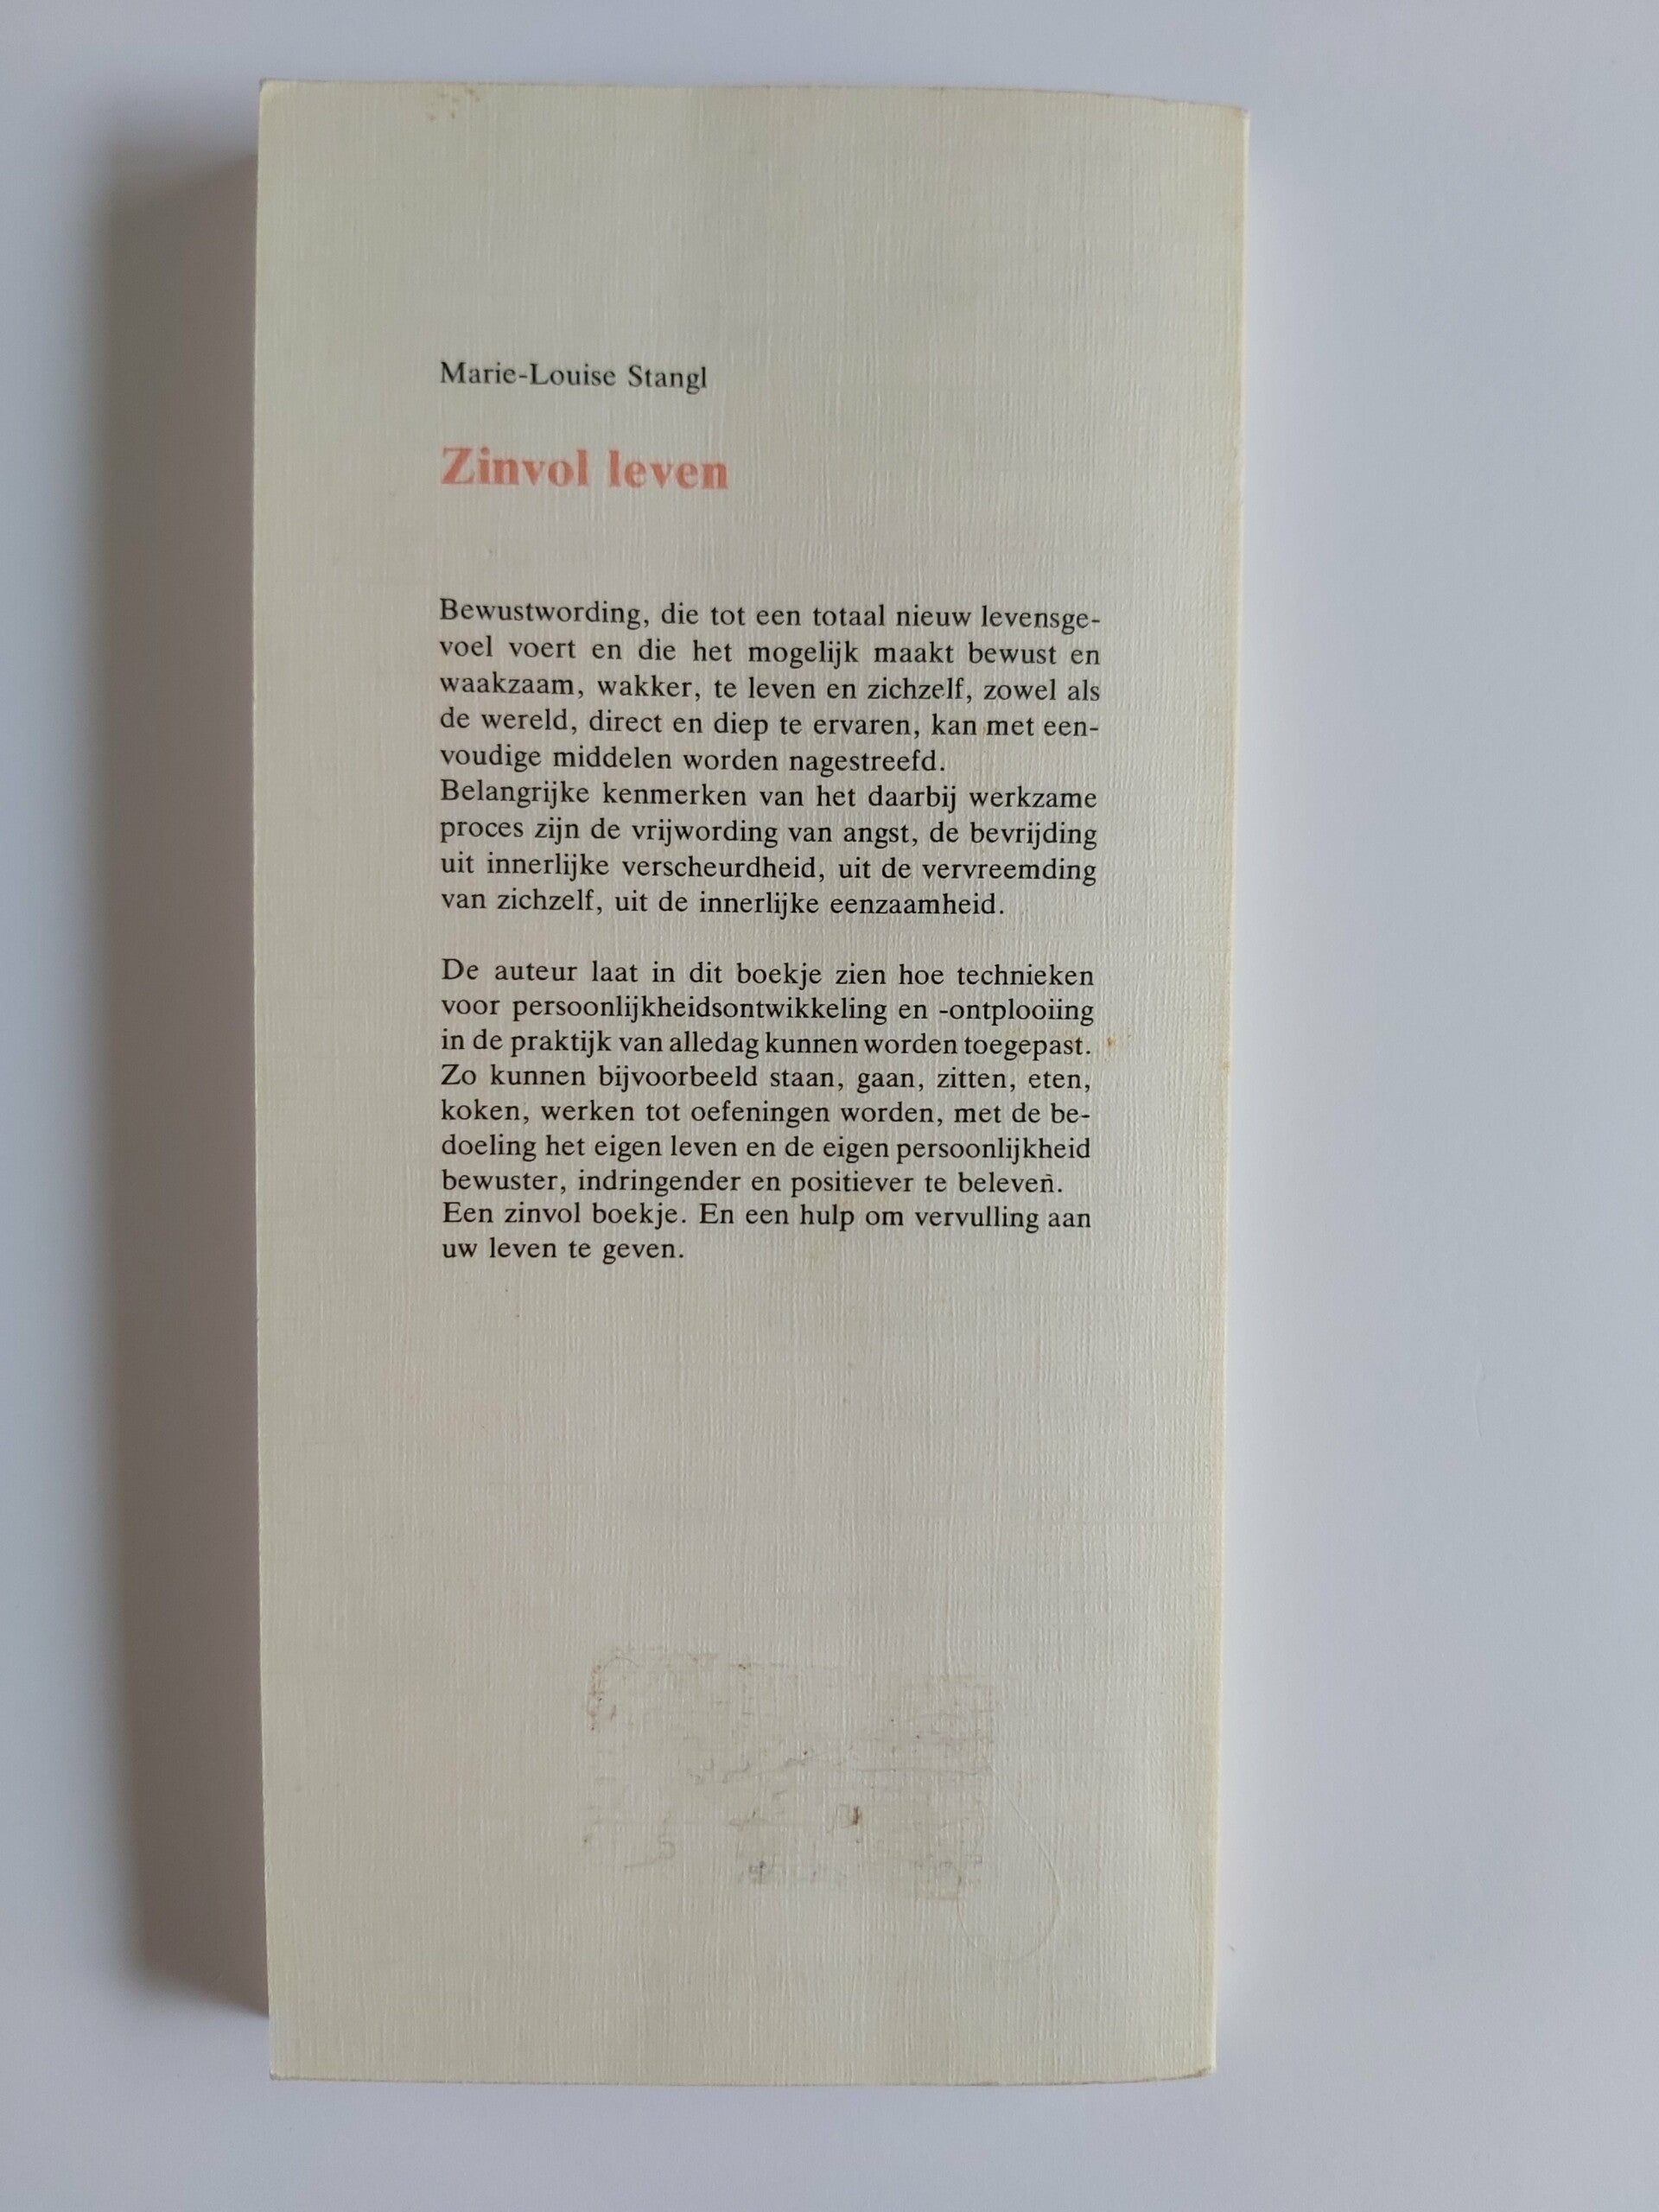 Marie-Louise Stangl
Zinvol leven
Bewustwording, die tot een totaal nieuw levensge-
voel voert en die het mogelijk maakt bewust en
waakzaam, wakker, te leven en zichzelf, zowel als
de wereld, direct en diep te ervaren, kan met een-
voudige middelen worden nagestreefd.
Belangrijke kenmerken van het daarbij werkzame
proces zijn de vrijwording van angst, de bevrijding
uit innerlijke verscheurdheid, uit de vervreemding
van zichzelf, uit de innerlijke eenzaamheid.
De auteur laat in dit boekje zien hoe technieken
voor persoonlijkheidsontwikkeling en -ontplooiing
in de praktijk van alledag kunnen worden toegepast.
Zo kunnen bijvoorbeeld staan, gaan, zitten, eten,
koken, werken tot oefeningen worden, met de be-
doeling het eigen leven en de eigen persoonlijkheid
bewuster, indringender en positiever te beleven.
Een zinvol boekje. En een hulp om vervulling aan
uw leven te geven.